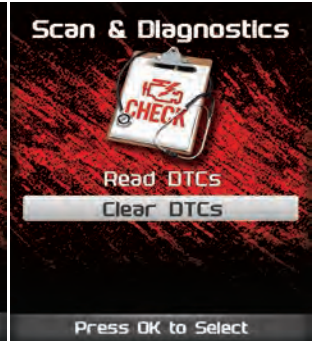 Scan & Diagnostics
CHECK
Read DTCs
Clear DTCs
Press OK to Select